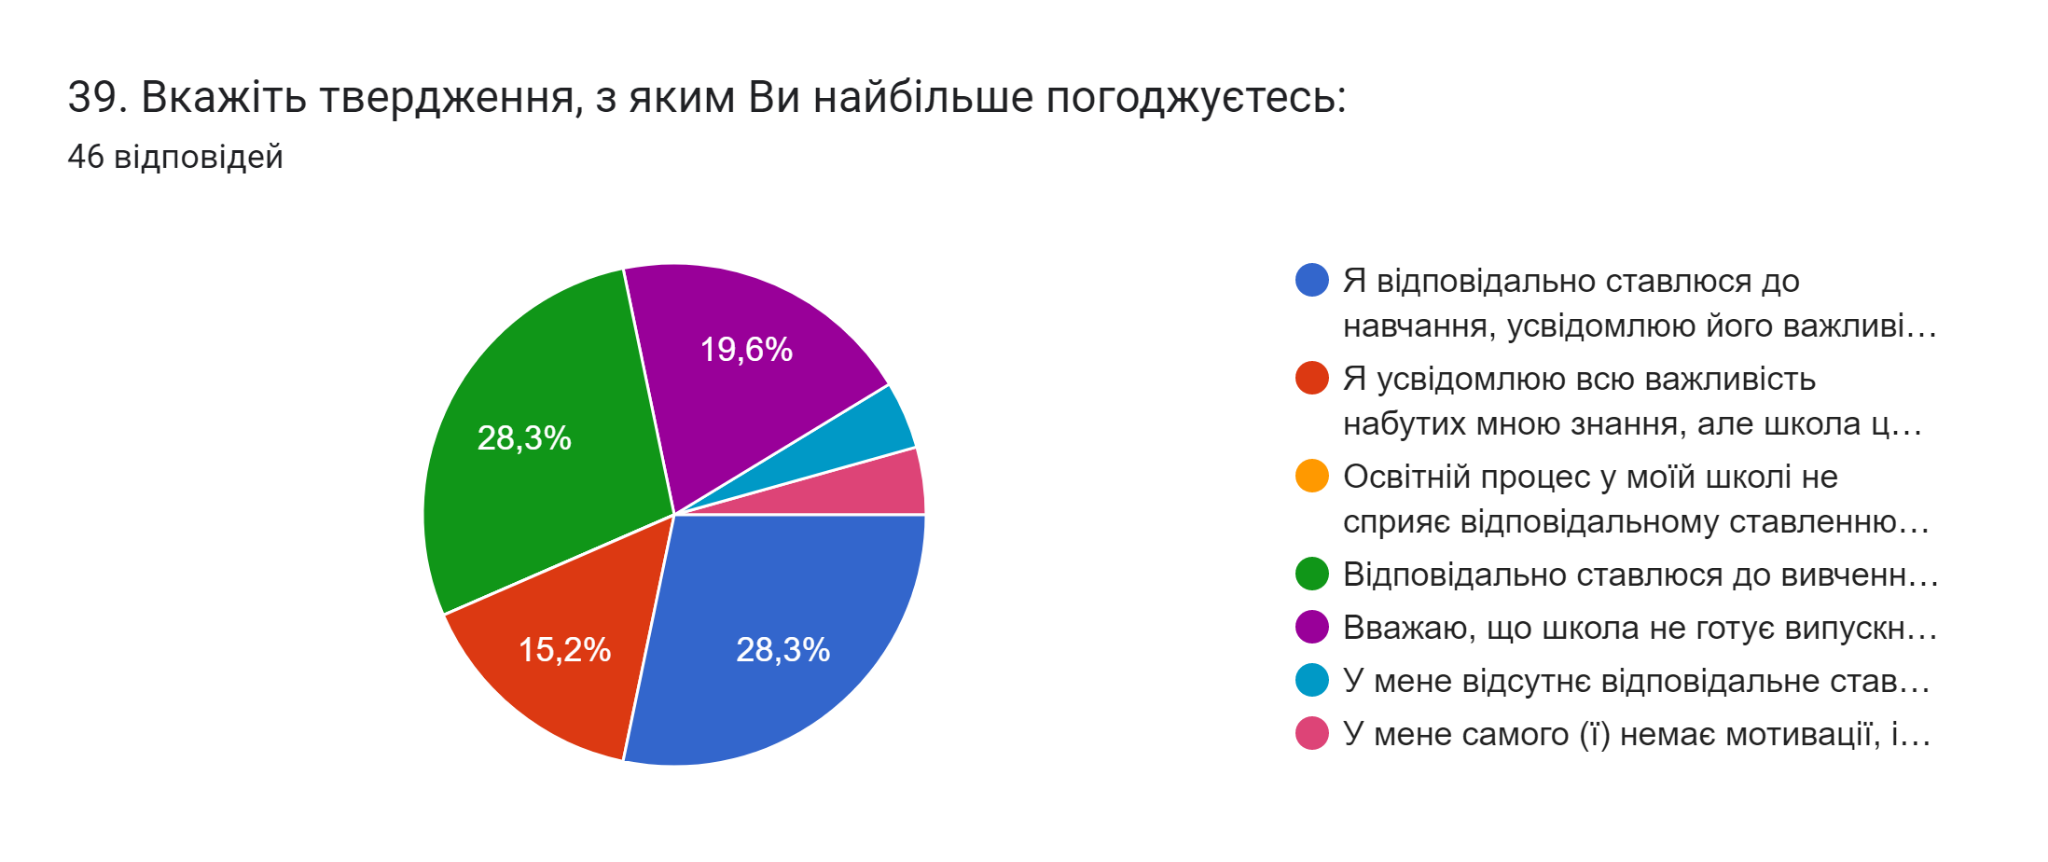 39. Вкажіть твердження, з яким Ви найбільше погоджуєтесь:
46 відповідей
19,6%
28,3%
15,2%
28,3%
Я відповідально ставлюся до
навчання, усвідомлюю його важливі…
Я усвідомлюю всю важливість
набутих мною знання, але школа ц…
Освітній процес у моїй школі не
сприяє відповідальному ставленню…
Відповідально ставлюся до вивченн…
Вважаю, що школа не готує випускн…
У мене відсутнє відповідальне став…
У мене самого (ї) немає мотивації, і…